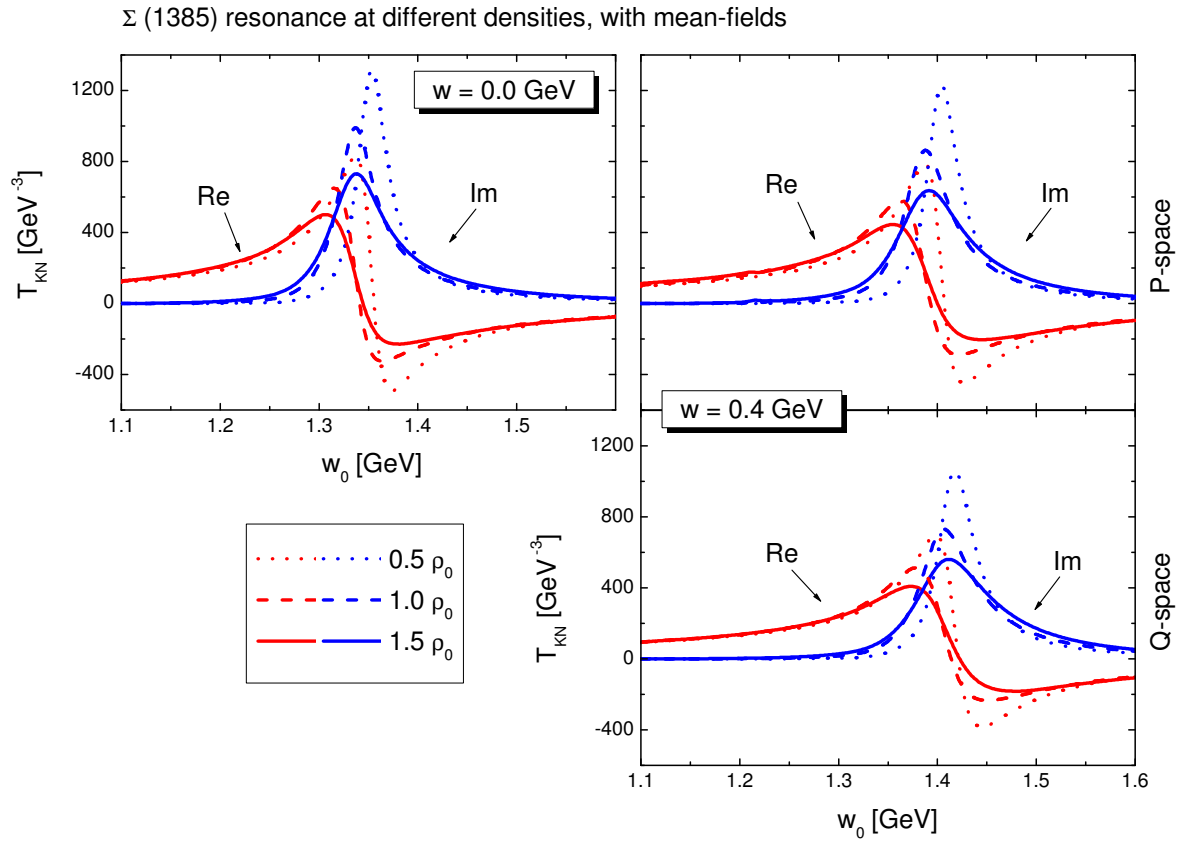 Σ (1385) resonance at different densities, with mean-fields
w = 0.0 GeV
Re
Im
T_KN [GeV^-3]
1200
800
400
0
-400
1.1 1.2 1.3 1.4 1.5
w_0 [GeV]
Re
Im
P-space
w = 0.4 GeV
0.5 ρ_0
1.0 ρ_0
1.5 ρ_0
Re
Im
T_KN [GeV^-3]
1200
800
400
0
-400
1.1 1.2 1.3 1.4 1.5 1.6
w_0 [GeV]
Q-space